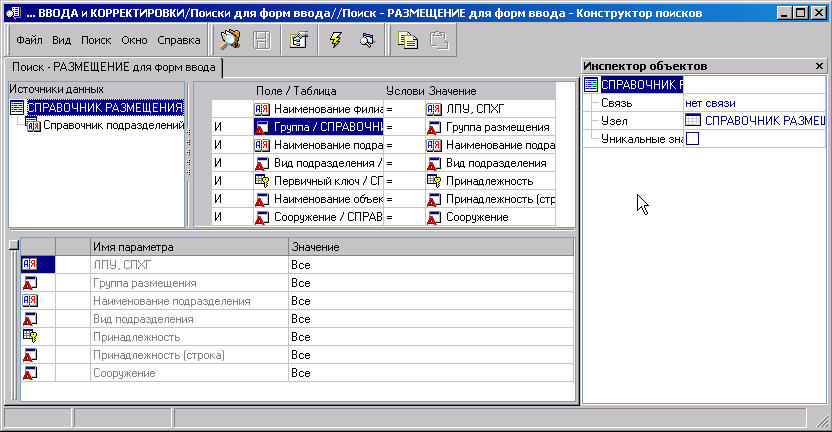 ... ВВОДА и КОРРЕКТИРОВКИ/Поиски для форм ввода//Поиск - РАЗМЕЩЕНИЕ для форм ввода - Конструктор поисков
Файл Вид Поиск Окно Справка
Поиск - РАЗМЕЩЕНИЕ для форм ввода
Источники данных
СПРАВОЧНИК РАЗМЕЩЕНИЯ
Справочник подразделений
Поле / Таблица Услови Значение
Наименование филиа = ЛПУ, СПХГ
И Группа / СПРАВОЧНИ = Группа размещения
И Наименование подра = Наименование подра
И Вид подразделения / = Вид подразделения
И Первичный ключ / СП = Принадлежность
И Наименование объек = Принадлежность (стро
И Сооружение / СПРАВ = Сооружение
Инспектор объектов
СПРАВОЧНИК Р
Связь нет связи
Узел СПРАВОЧНИК РАЗМЕЩ
Уникальные зна
Имя параметра Значение
ЛПУ, СПХГ Все
Группа размещения Все
Наименование подразделения Все
Вид подразделения Все
Принадлежность Все
Принадлежность (строка) Все
Сооружение Все